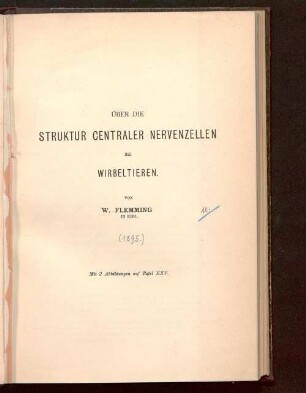 ÜBER DIE
STRUKTUR CENTRALER NERVENZELLEN
BEI
WIRBELTIEREN.
VON
W. FLEMMING
IN KIEL.
(1895.)
Mit 2 Abbildungen auf Tafel XXV.